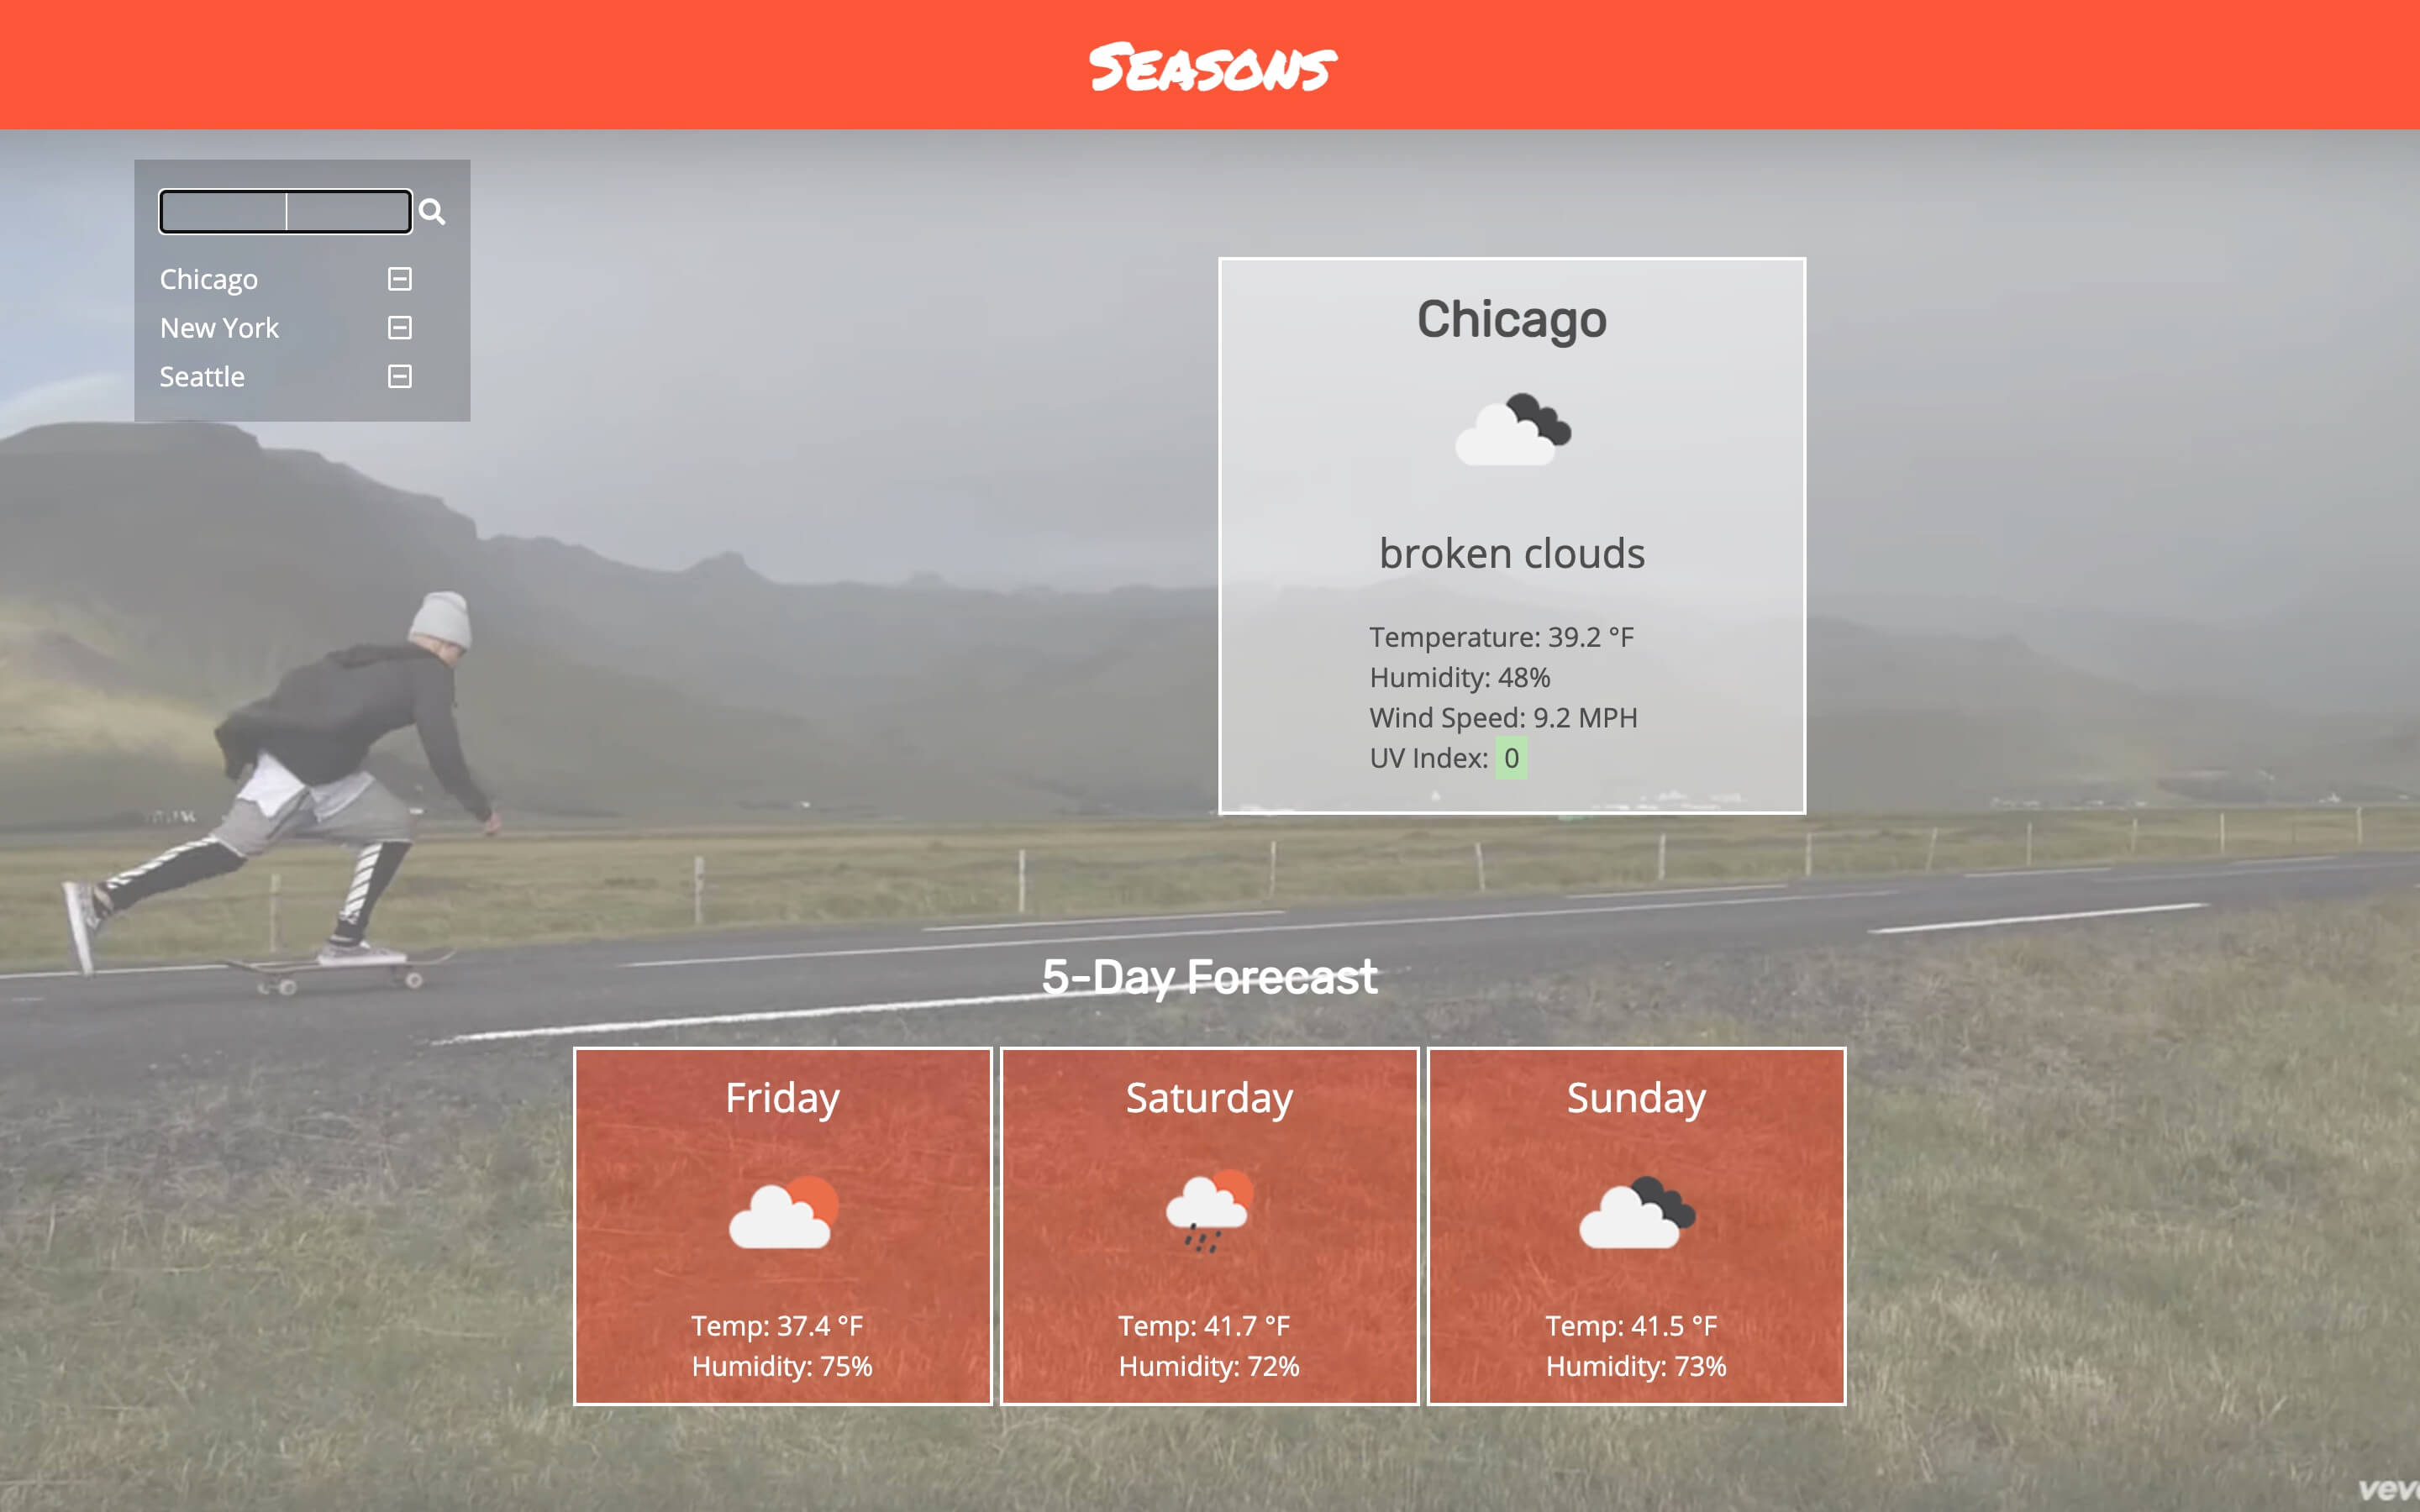 Seasons
Chicago
New York
Seattle
Chicago
broken clouds
Temperature: 39.2 °F
Humidity: 48%
Wind Speed: 9.2 MPH
UV Index: 0
5-Day Forecast
Friday
Temp: 37.4 °F
Humidity: 75%
Saturday
Temp: 41.7 °F
Humidity: 72%
Sunday
Temp: 41.5 °F
Humidity: 73%